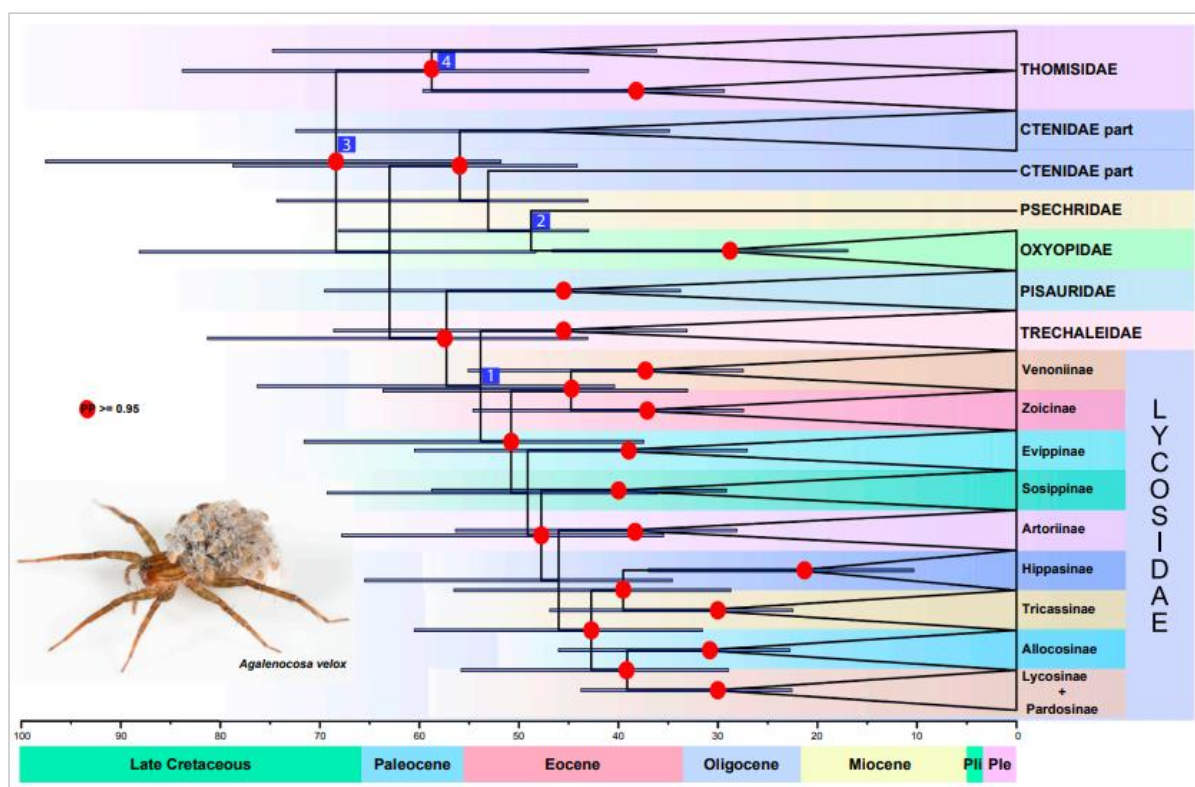 4
THOMISIDAE
3
CTENIDAE part
CTENIDAE part
2
PSECHRIDAE
OXYOPIDAE
PISAURIDAE
TRECHALEIDAE
1
Venoniinae
Zoicinae
PP >= 0.95
Evippinae
Sosippinae
Artoriinae
Hippasinae
Tricassinae
Allocosinae
Lycosinae
+
Pardosinae
LYCOSIDAE
Agalenocosa velox
100 90 80 70 60 50 40 30 20 10 0
Late Cretaceous Paleocene Eocene Oligocene Miocene Pli Ple